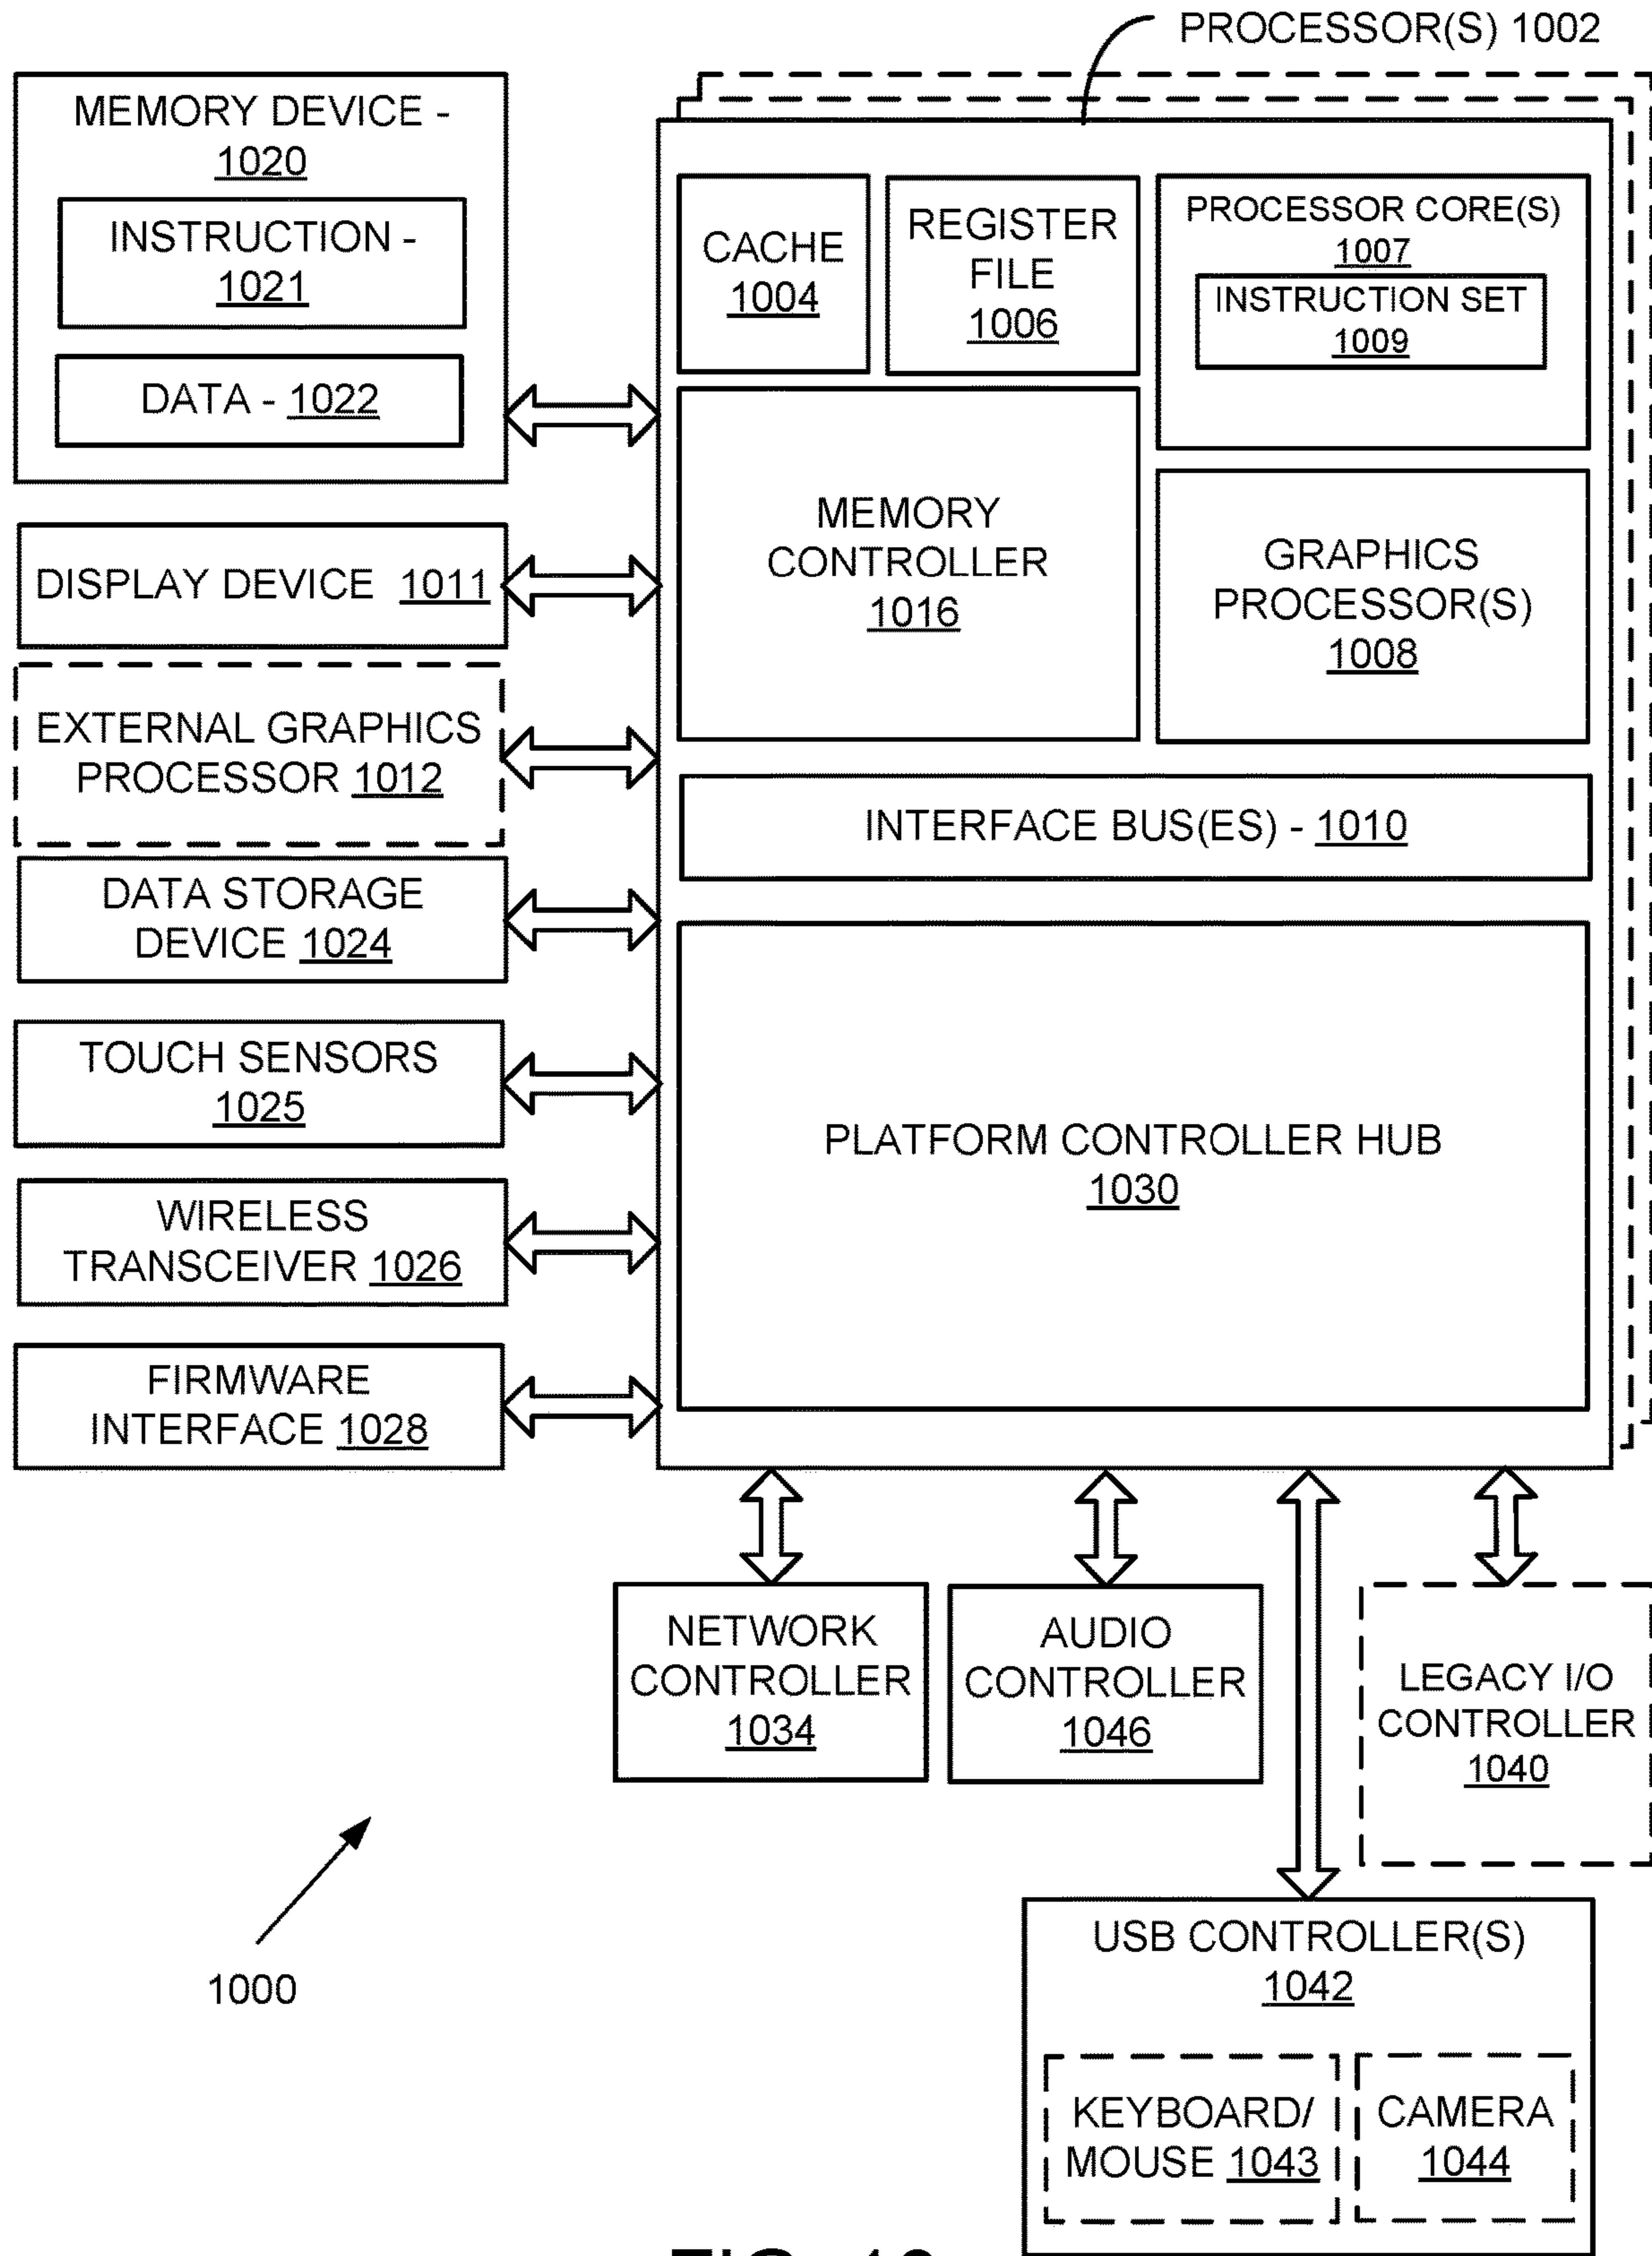 PROCESSOR(S) 1002
MEMORY DEVICE -
1020
INSTRUCTION -
1021
DATA - 1022
DISPLAY DEVICE 1011
EXTERNAL GRAPHICS
PROCESSOR 1012
DATA STORAGE
DEVICE 1024
TOUCH SENSORS
1025
WIRELESS
TRANSCEIVER 1026
FIRMWARE
INTERFACE 1028
CACHE
1004
REGISTER
FILE
1006
PROCESSOR CORE(S)
1007
INSTRUCTION SET
1009
MEMORY
CONTROLLER
1016
GRAPHICS
PROCESSOR(S)
1008
INTERFACE BUS(ES) - 1010
PLATFORM CONTROLLER HUB
1030
NETWORK
CONTROLLER
1034
AUDIO
CONTROLLER
1046
LEGACY I/O
CONTROLLER
1040
1000
USB CONTROLLER(S)
1042
KEYBOARD/
MOUSE 1043
CAMERA
1044